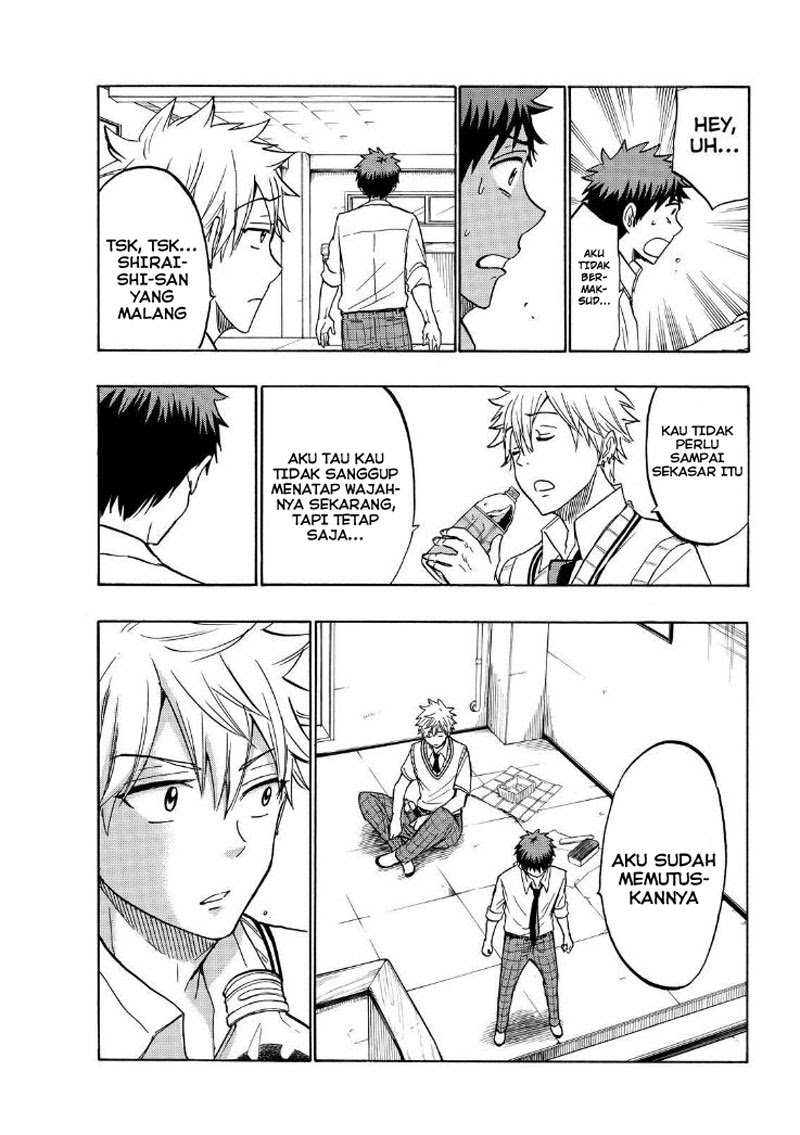 HEY,
UH...
AKU
TIDAK
BER-
MAK-
SUD...
TSK, TSK...
SHIRAI-
SHI-SAN
YANG
MALANG
KAU TIDAK
PERLU
SAMPAI
SEKASAR ITU
AKU TAU KAU
TIDAK SANGGUP
MENATAP WAJAH-
NYA SEKARANG,
TAPI TETAP
SAJA...
AKU SUDAH
MEMUTUS-
KANNYA